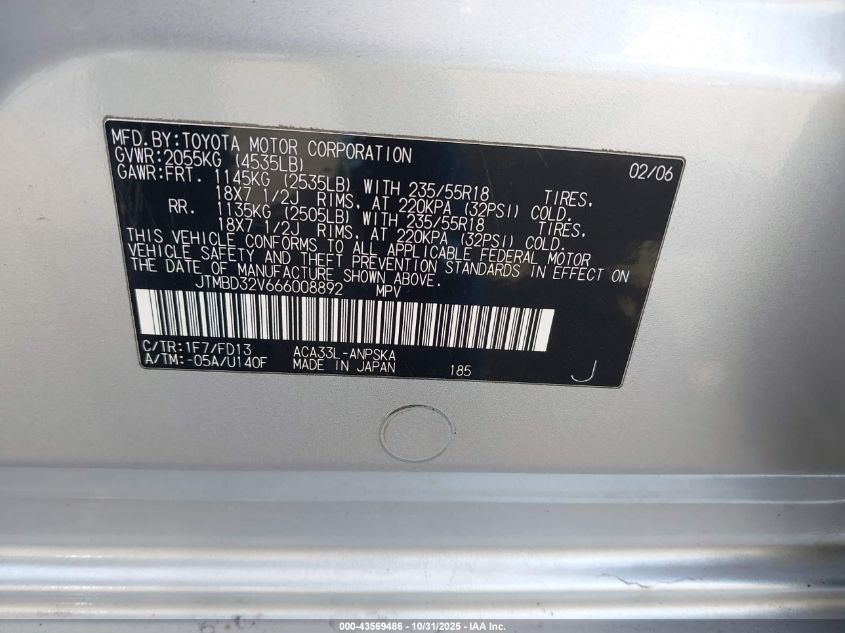 MFD.BY:TOYOTA MOTOR CORPORATION 02/06
GVWR:2055KG (4535LB)
GAWR:FRT. 1145KG (2535LB) WITH 235/55R18 TIRES.
18X7 1/2J RIMS. AT 220KPA (32PSI) COLD.
RR. 1135KG (2505LB) WITH 235/55R18 TIRES.
18X7 1/2J RIMS. AT 220KPA (32PSI) COLD.
THIS VEHICLE CONFORMS TO ALL APPLICABLE FEDERAL MOTOR
VEHICLE SAFETY AND THEFT PREVENTION STANDARDS IN EFFECT ON
THE DATE OF MANUFACTURE SHOWN ABOVE.
JTMBD32V666008892 MPV
C/TR:1F7/FD13 ACA33L-ANPSKA
A/TM:-05A/U140F MADE IN JAPAN 185 J
000-43569486 - 10/31/2025 - IAA Inc.